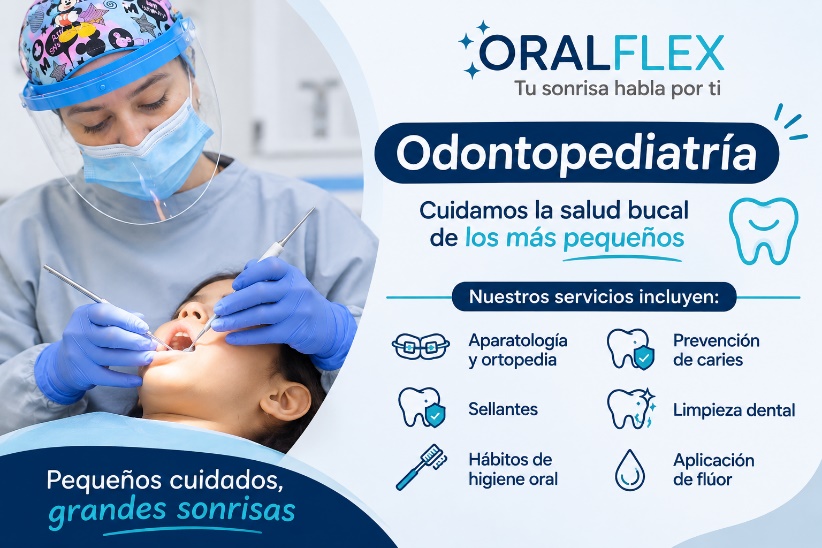 ORALFLEX
Tu sonrisa habla por ti
Odontopediatría
Cuidamos la salud bucal
de los más pequeños
Nuestros servicios incluyen:
Aparatología
y ortopedia
Prevención
de caries
Sellantes
Limpieza dental
Hábitos de
higiene oral
Aplicación
de flúor
Pequeños cuidados,
grandes sonrisas